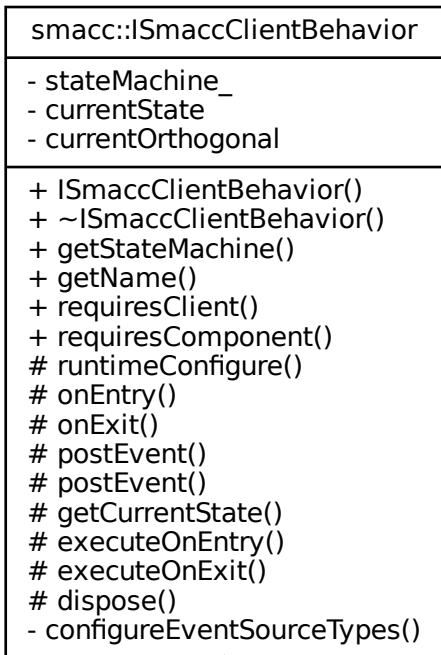 smacc::ISmaccClientBehavior
- stateMachine_
- currentState
- currentOrthogonal
+ ISmaccClientBehavior()
+ ~ISmaccClientBehavior()
+ getStateMachine()
+ getName()
+ requiresClient()
+ requiresComponent()
# runtimeConfigure()
# onEntry()
# onExit()
# postEvent()
# postEvent()
# getCurrentState()
# executeOnEntry()
# executeOnExit()
# dispose()
- configureEventSourceTypes()